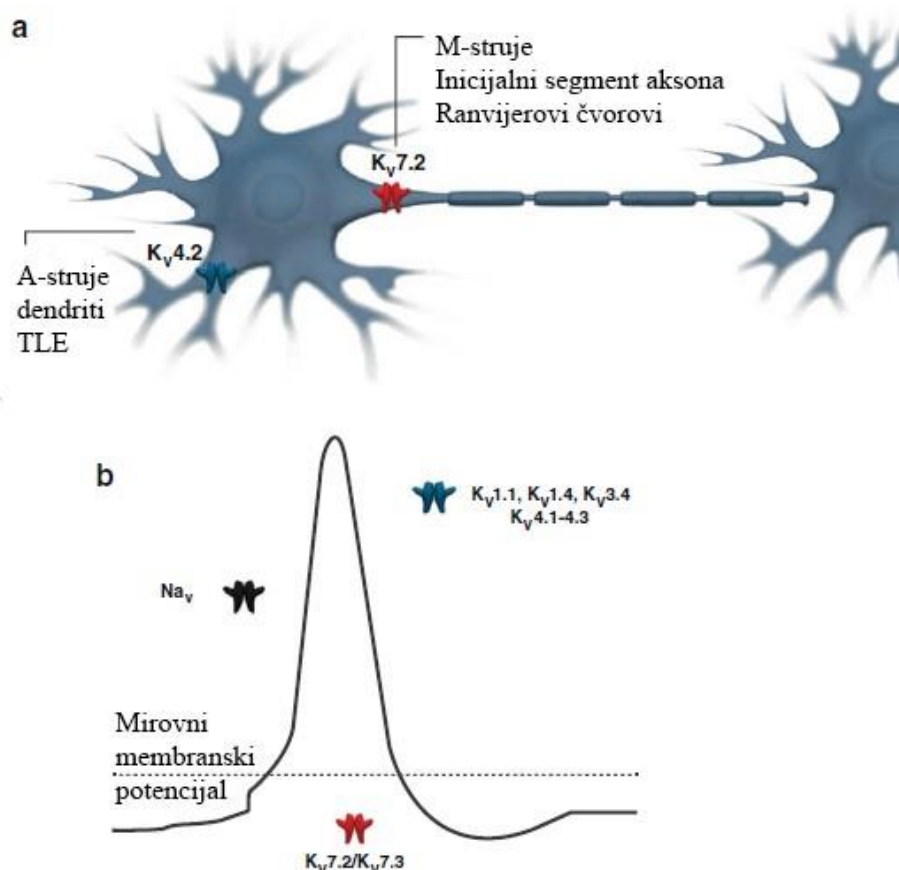 a
M-struje
Inicijalni segment aksona
Ranvijerovi čvorovi
Kv7.2
Kv4.2
A-struje
dendriti
TLE
b
Kv1.1, Kv1.4, Kv3.4
Kv4.1-4.3
Nav
Mirovni
membranski
potencijal
Kv7.2/Kv7.3